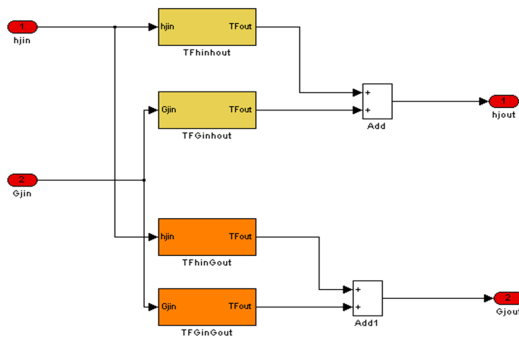 1
hjin
hjin TFout
TFhinhout
Gjin TFout
TFGinhout
+
+
Add
1
hjout
2
Gjin
hjin TFout
TFhinGout
Gjin TFout
TFGinGout
+
+
Add1
2
Gjout